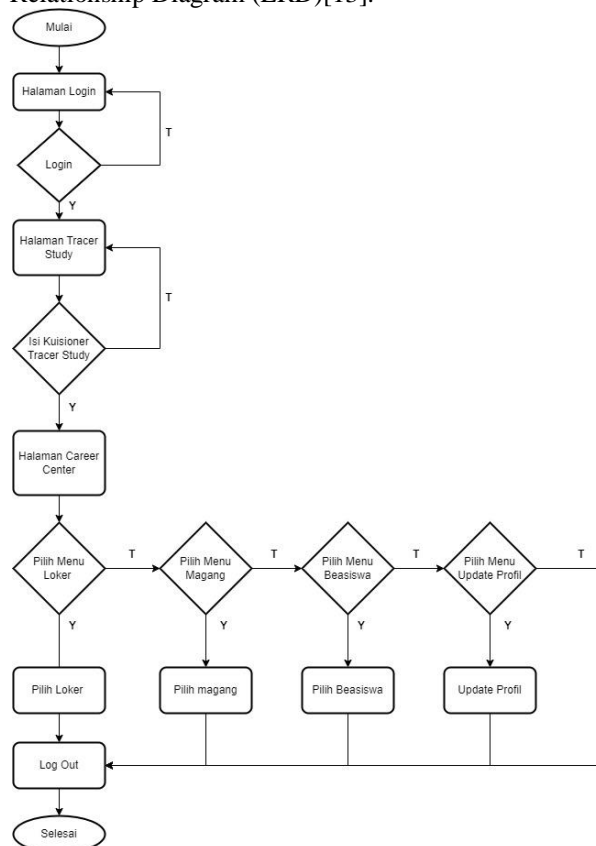 Relationship Diagram (ERD)[15].
Mulai
Halaman Login
T
Login
Y
Halaman Tracer
Study
T
Isi Kuisioner
Tracer Study
Y
Halaman Career
Center
Pilih Menu
Loker
T
Pilih Menu
Magang
T
Pilih Menu
Beasiswa
T
Pilih Menu
Update Profil
T
Y
Y
Y
Y
Pilih Loker
Pilih magang
Pilih Beasiswa
Update Profil
Log Out
Selesai